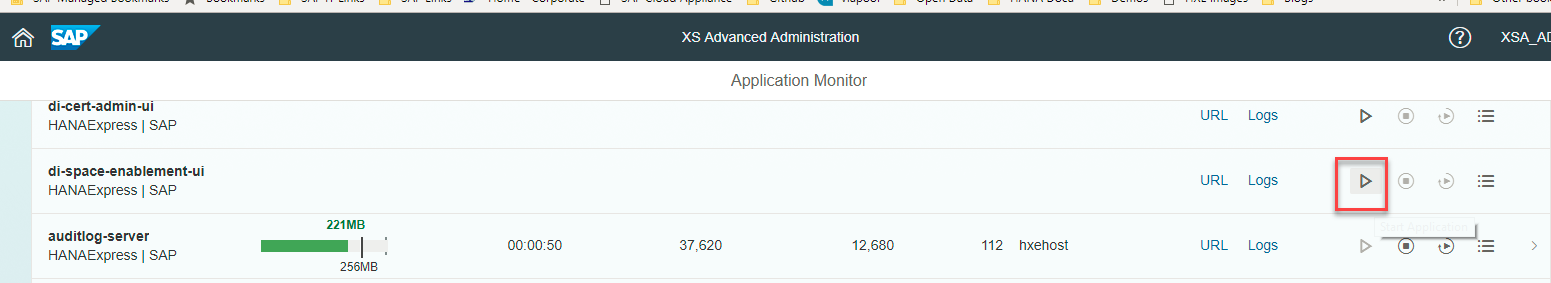 SAP Managed Bookmarks Bookmarks SAP IT Links SAP Links Home - Corporate SAP Cloud Appliance Github Open Data HANA Docu Demos HXE Images Blogs » Other book
SAP XS Advanced Administration ? XSA_AD
Application Monitor
di-cert-admin-ui
HANAExpress | SAP URL Logs
di-space-enablement-ui
HANAExpress | SAP URL Logs
Start Application
221MB
auditlog-server 00:00:50 37,620 12,680 112 hxehost URL Logs
HANAExpress | SAP
256MB